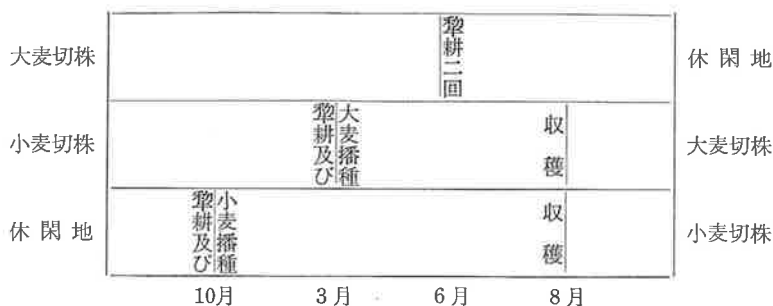 大麦切株
犂耕二回
休閑地
小麦切株
犂耕及び
大麦播種
収穫
大麦切株
休閑地
犂耕及び
小麦播種
収穫
小麦切株
10月
3月
6月
8月